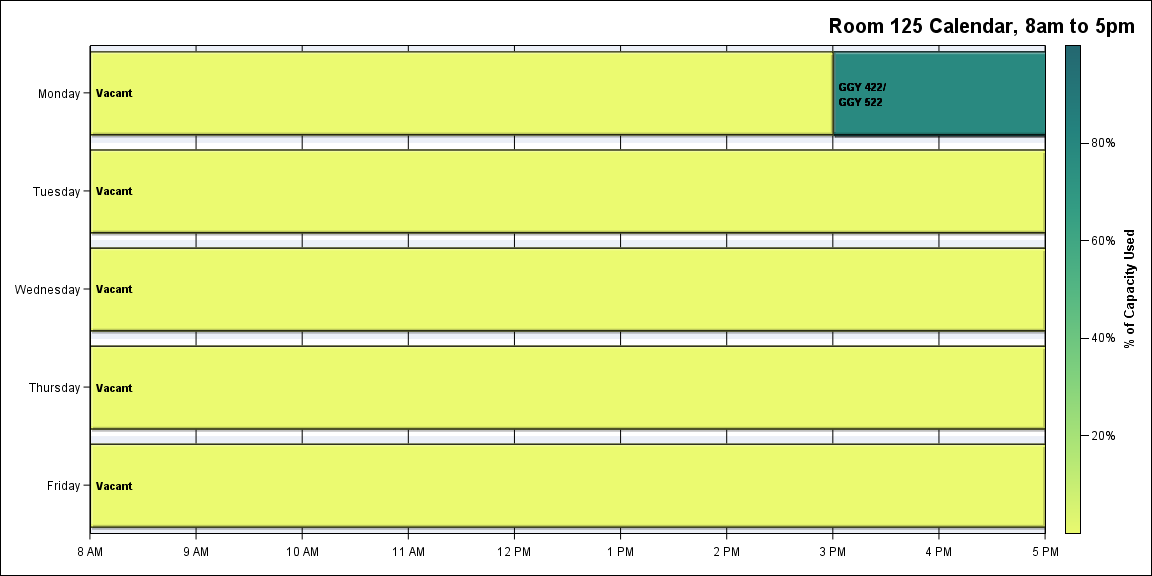 Room 125 Calendar, 8am to 5pm
Monday
Vacant
GGY 422/
GGY 522
Tuesday
Vacant
Wednesday
Vacant
Thursday
Vacant
Friday
Vacant
8 AM 9 AM 10 AM 11 AM 12 PM 1 PM 2 PM 3 PM 4 PM 5 PM
80%
60%
40%
20%
% of Capacity Used